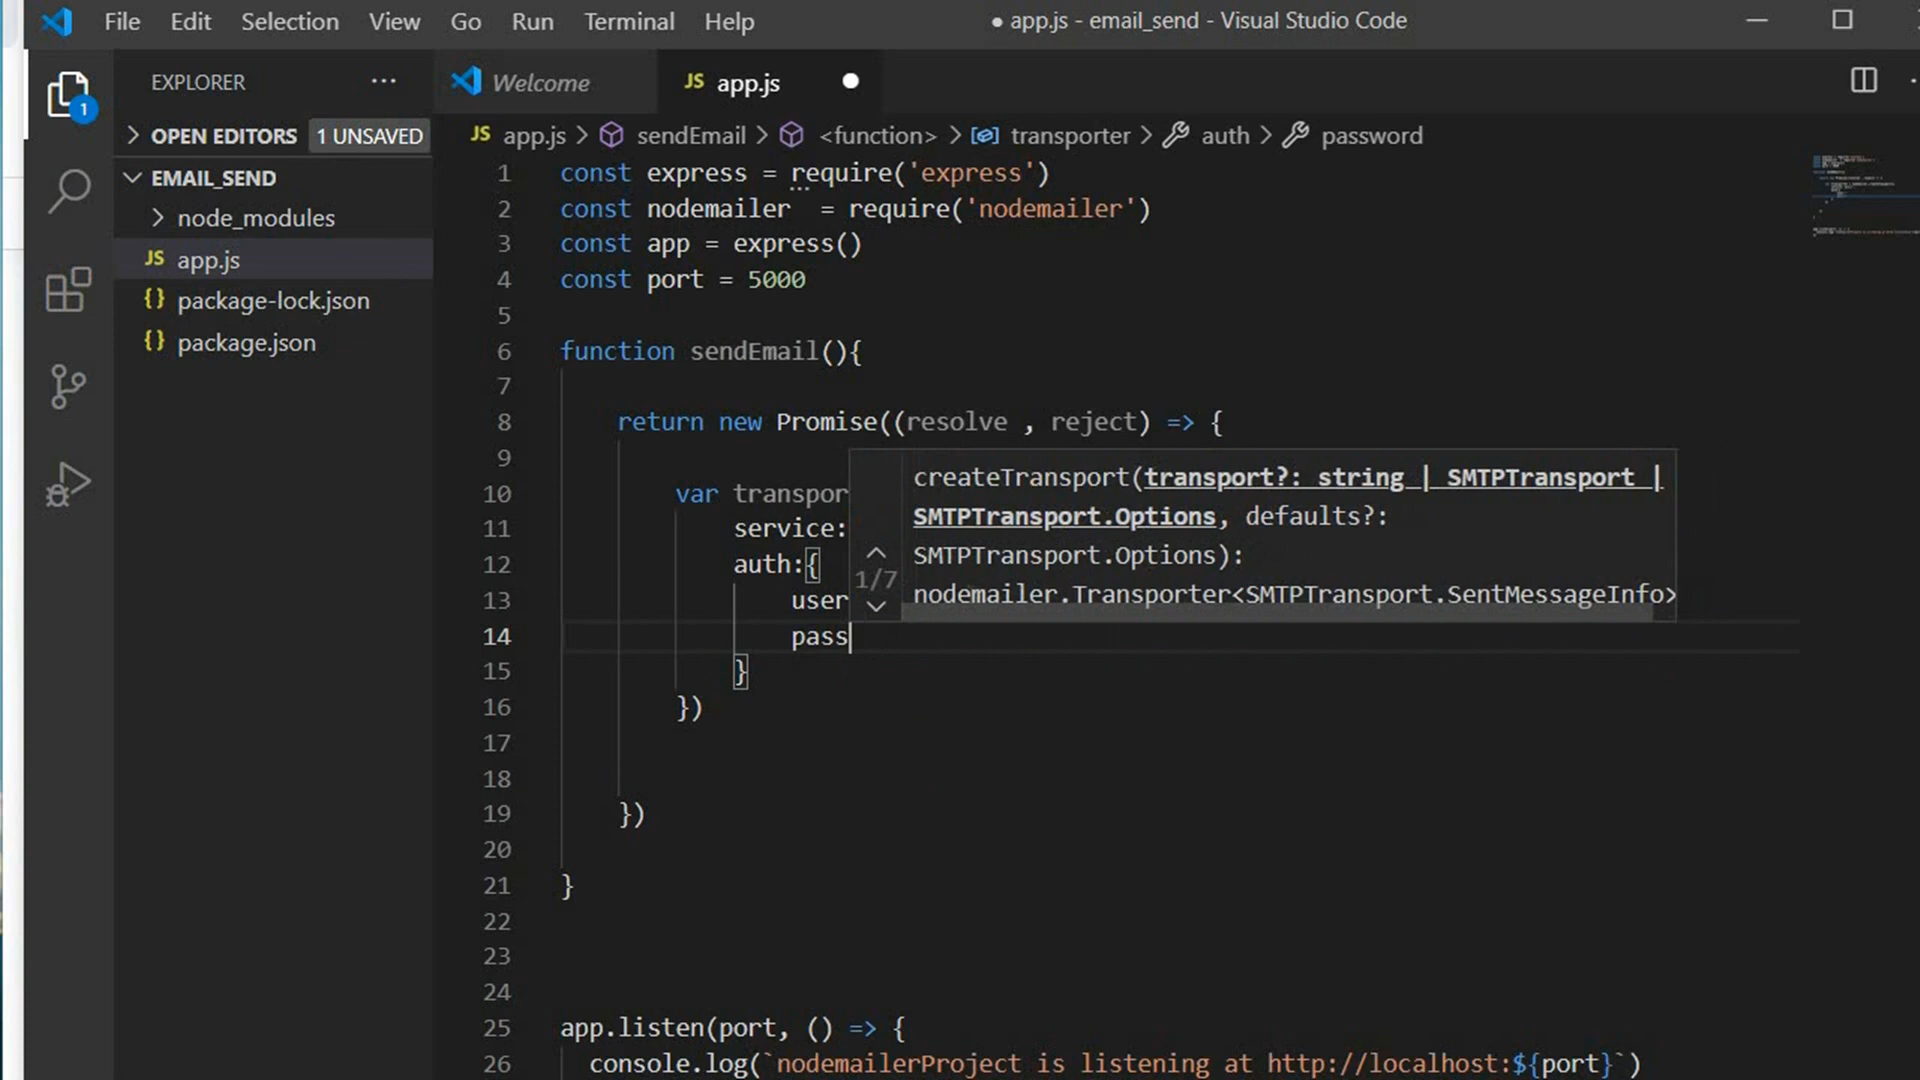 File Edit Selection View Go Run Terminal Help ● app.js - email_send - Visual Studio Code
EXPLORER ···
Welcome
JS app.js ●
1
OPEN EDITORS 1 UNSAVED
JS app.js > sendEmail > <function> > transporter > auth > password
EMAIL_SEND
node_modules
JS app.js
{} package-lock.json
{} package.json
1 const express = require('express')
2 const nodemailer = require('nodemailer')
3 const app = express()
4 const port = 5000
5
6 function sendEmail(){
7
8 return new Promise((resolve , reject) => {
9
10 var transpor
11 service:
12 auth:{
13 user
14 pass
15 }
16 })
17
18
19 })
20
21 }
22
23
24
25 app.listen(port, () => {
26 console.log(`nodemailerProject is listening at http://localhost:${port}`)
createTransport(transport?: string | SMTPTransport |
SMTPTransport.Options, defaults?:
SMTPTransport.Options):
1/7
nodemailer.Transporter<SMTPTransport.SentMessageInfo>